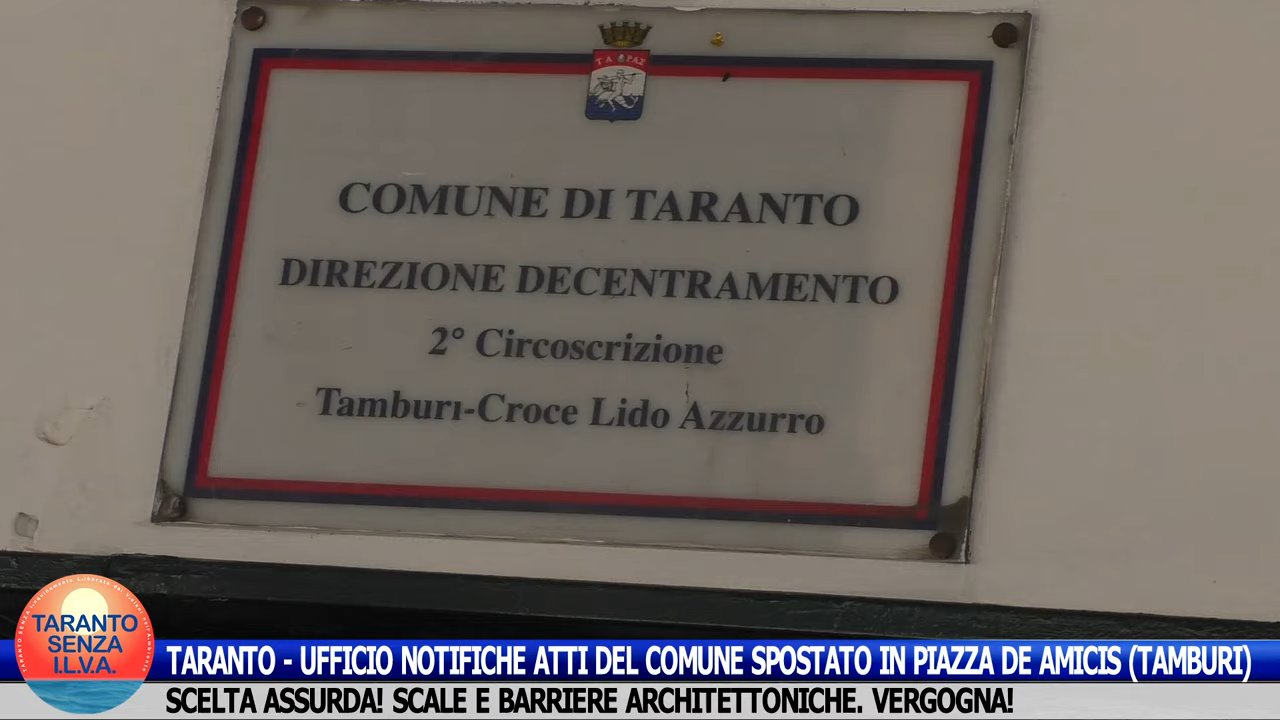 ΤΑΡΑΣ
COMUNE DI TARANTO
DIREZIONE DECENTRAMENTO
2° Circoscrizione
Tamburi-Croce Lido Azzurro
TARANTO
SENZA
I.L.V.A.
TARANTO - UFFICIO NOTIFICHE ATTI DEL COMUNE SPOSTATO IN PIAZZA DE AMICIS (TAMBURI)
SCELTA ASSURDA! SCALE E BARRIERE ARCHITETTONICHE. VERGOGNA!